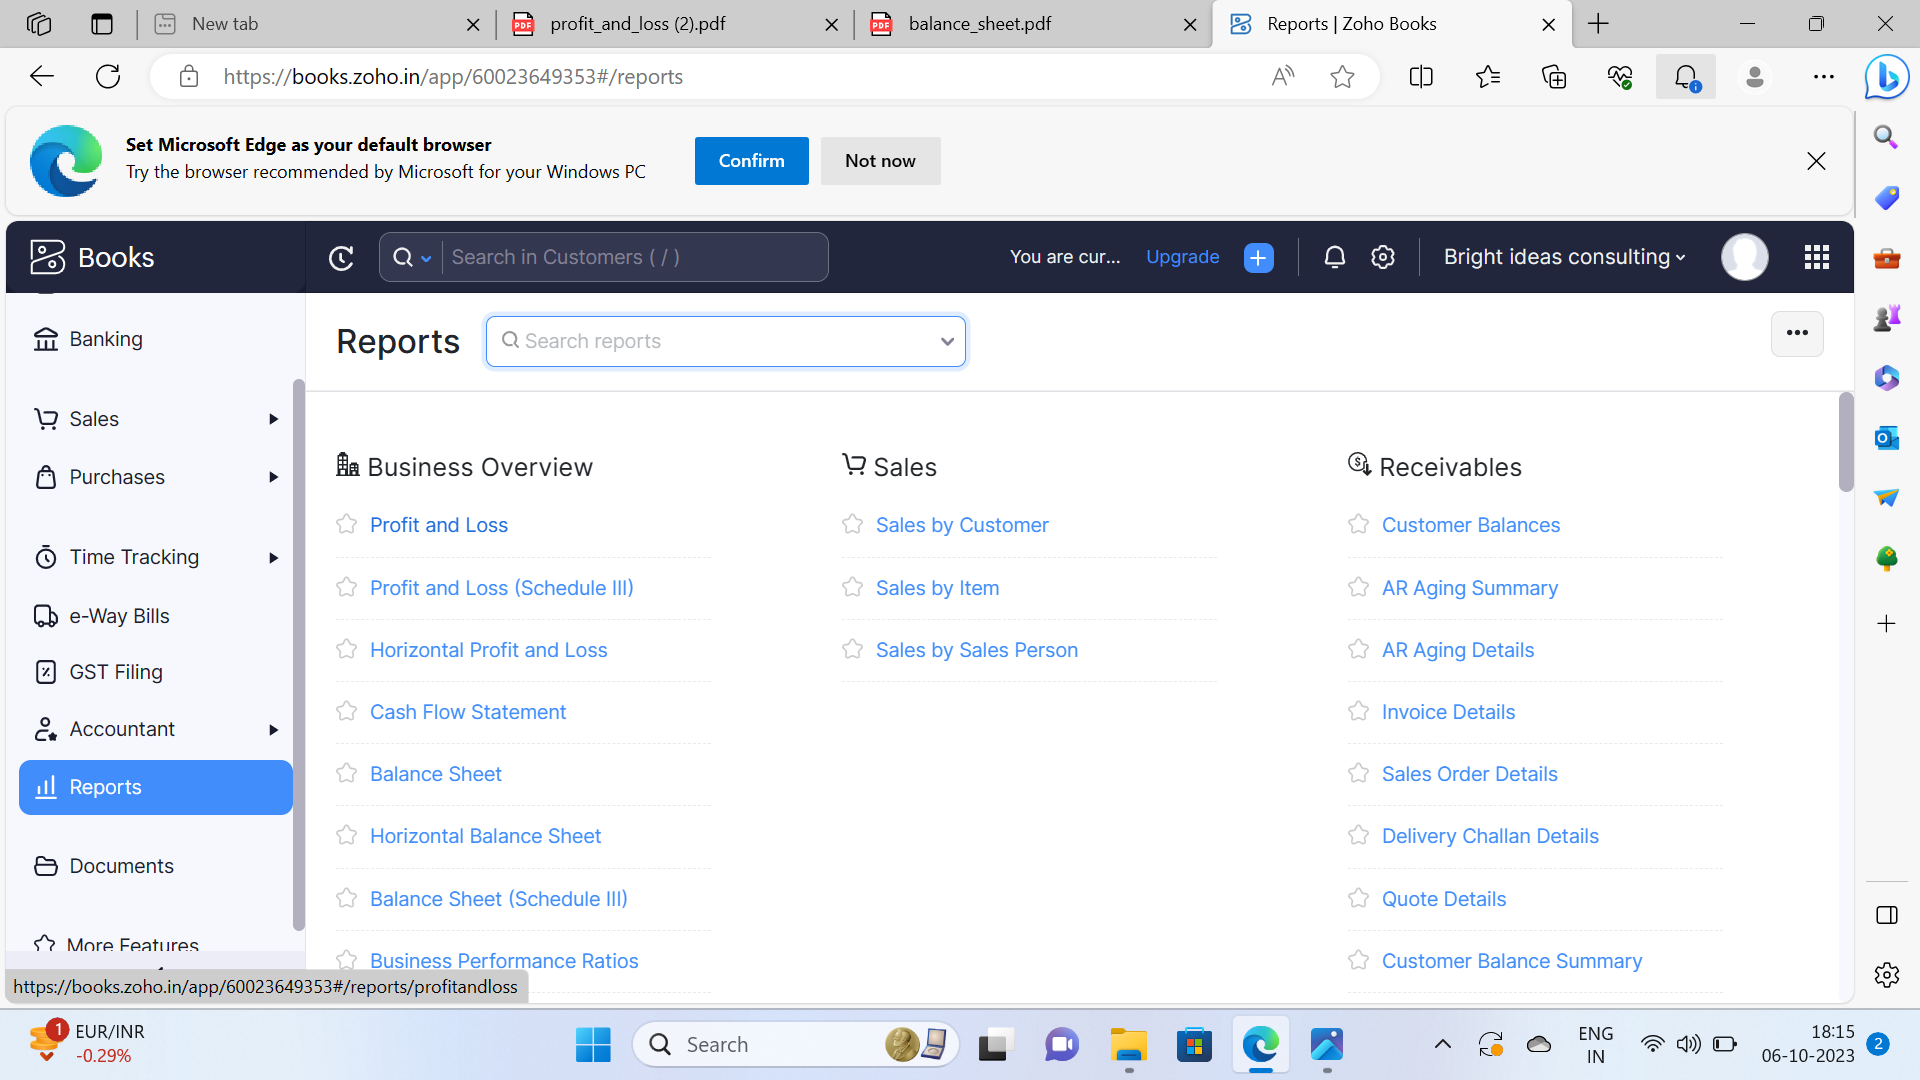 New tab
profit_and_loss (2).pdf
balance_sheet.pdf
Reports | Zoho Books
https://books.zoho.in/app/60023649353#/reports
Set Microsoft Edge as your default browser
Try the browser recommended by Microsoft for your Windows PC
Confirm
Not now
Books
Search in Customers ( / )
You are cur...
Upgrade
Bright ideas consulting
Banking
Sales
Purchases
Time Tracking
e-Way Bills
GST Filing
Accountant
Reports
Documents
More Features
Reports
Search reports
Business Overview
Profit and Loss
Profit and Loss (Schedule III)
Horizontal Profit and Loss
Cash Flow Statement
Balance Sheet
Horizontal Balance Sheet
Balance Sheet (Schedule III)
Business Performance Ratios
Sales
Sales by Customer
Sales by Item
Sales by Sales Person
Receivables
Customer Balances
AR Aging Summary
AR Aging Details
Invoice Details
Sales Order Details
Delivery Challan Details
Quote Details
Customer Balance Summary
https://books.zoho.in/app/60023649353#/reports/profitandloss
1
EUR/INR
-0.29%
Search
ENG
IN
18:15
06-10-2023
2